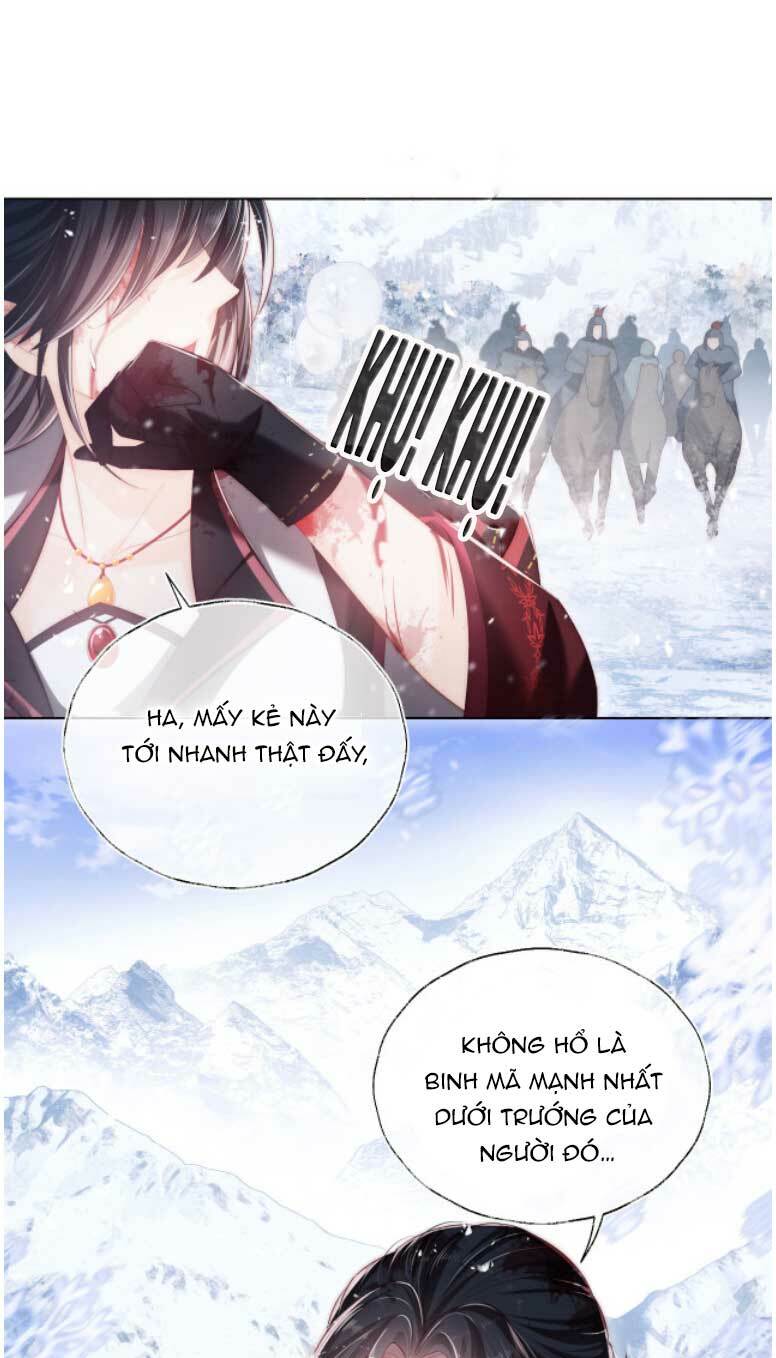 KHỤ! KHỤ!
HA, MẤY KẺ NÀY
TỚI NHANH THẬT ĐẤY,
KHÔNG HỔ LÀ
BINH MÃ MẠNH NHẤT
DƯỚI TRƯỚNG CỦA
NGƯỜI ĐÓ...